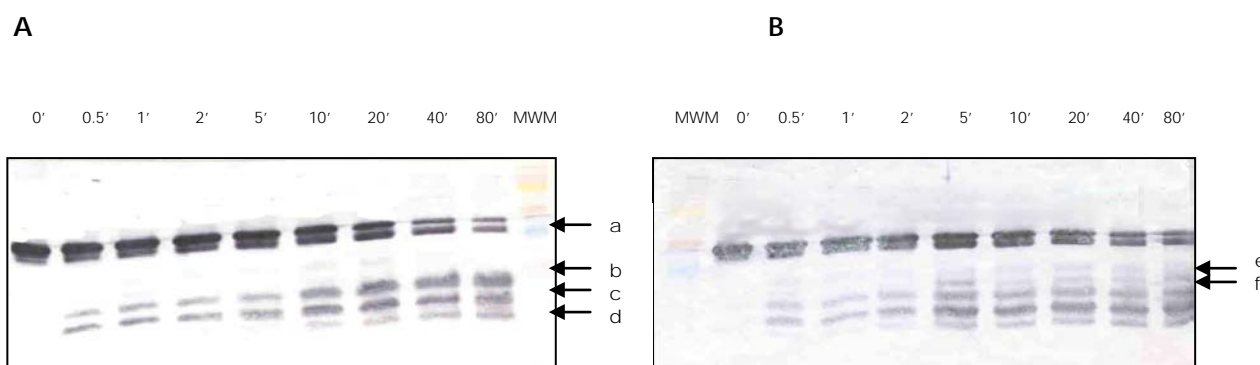 A B
0′ 0.5′ 1′ 2′ 5′ 10′ 20′ 40′ 80′ MWM MWM 0′ 0.5′ 1′ 2′ 5′ 10′ 20′ 40′ 80′
a
b
c
d
e
f